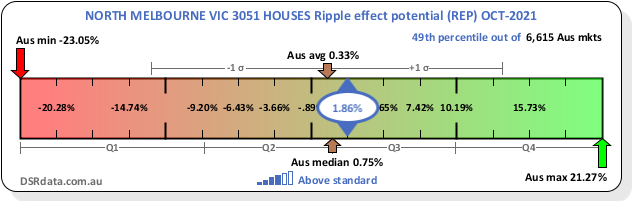 NORTH MELBOURNE VIC 3051 HOUSES Ripple effect potential (REP) OCT-2021
49th percentile out of 6,615 Aus mkts
Aus min -23.05%
Aus avg 0.33%
-1 σ +1 σ
-20.28% -14.74% -9.20% -6.43% -3.66% -.89 1.86% 65% 7.42% 10.19% 15.73%
Q1 Q2 Q3 Q4
Aus median 0.75%
Aus max 21.27%
DSRdata.com.au Above standard